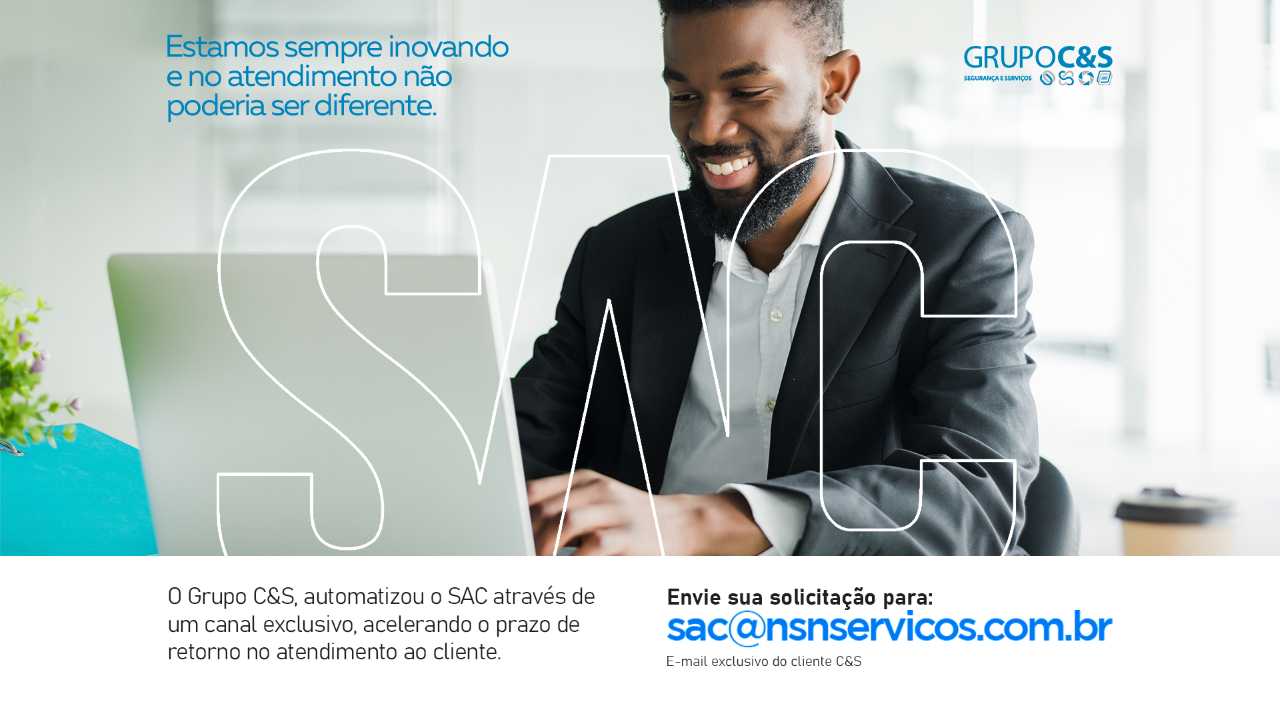 Estamos sempre inovando
e no atendimento não
poderia ser diferente.
GRUPOC&S
SEGURANÇA E SERVIÇOS
SAC
O Grupo C&S, automatizou o SAC através de
um canal exclusivo, acelerando o prazo de
retorno no atendimento ao cliente.
Envie sua solicitação para:
sac@nsnservicos.com.br
E-mail exclusivo do cliente C&S